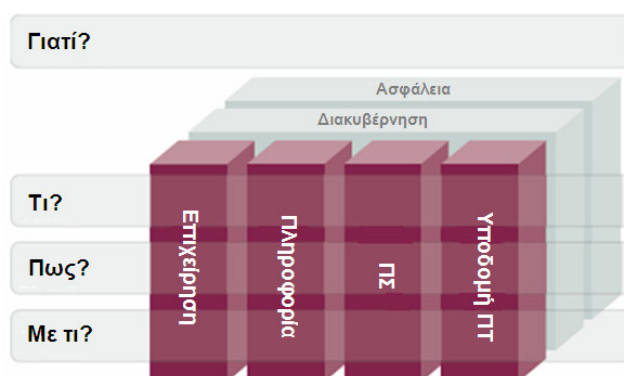 Γιατί?
Ασφάλεια
Διακυβέρνηση
Τι?
Πως?
Με τι?
Επιχείρηση
Πληροφορία
ΠΣ
Υποδομή ΠΤ